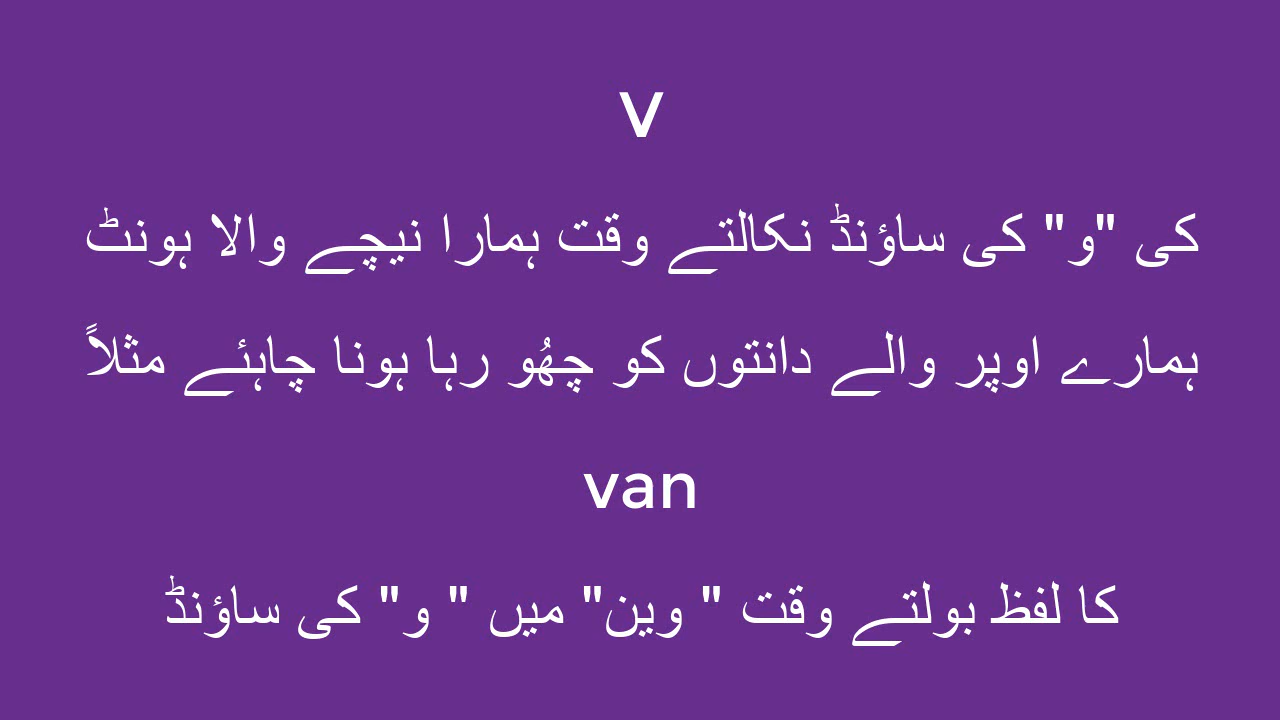 v
کی "و" کی ساؤنڈ نکالتے وقت ہمارا نیچے والا ہونٹ
ہمارے اوپر والے دانتوں کو چھُو رہا ہونا چاہئے مثلاً
van
کا لفظ بولتے وقت " وین" میں " و" کی ساؤنڈ